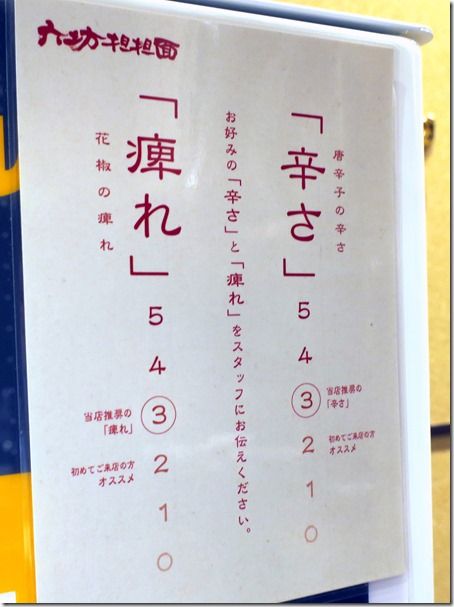 六坊担担面
唐辛子の辛さ
「辛さ」
5
4
3
当店推奨の
「辛さ」
2
初めてご来店の方
オススメ
1
0
お好みの「辛さ」と「痺れ」をスタッフにお伝えください。
花椒の痺れ
「痺れ」
5
4
3
当店推奨の
「痺れ」
2
初めてご来店の方
オススメ
1
0